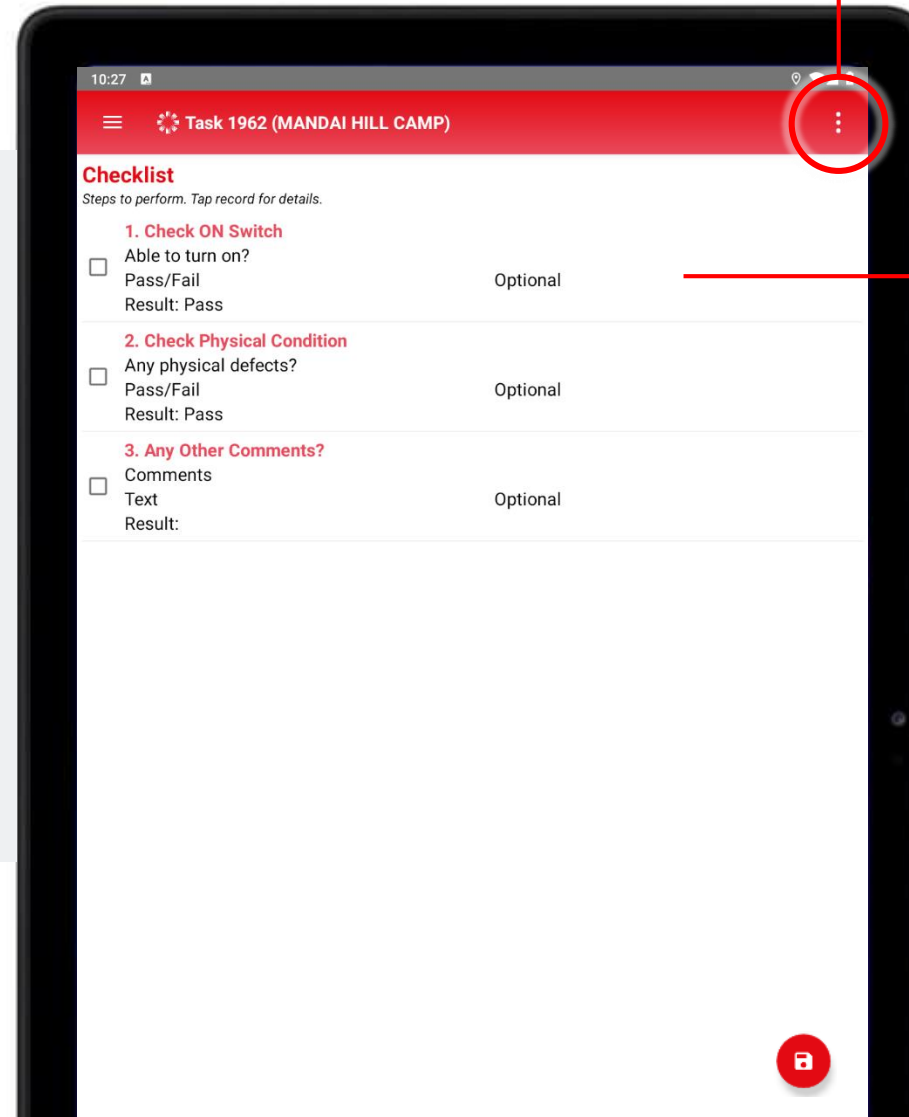 10:27
Task 1962 (MANDAI HILL CAMP)
Checklist
Steps to perform. Tap record for details.
1. Check ON Switch
Able to turn on?
Pass/Fail Optional
Result: Pass
2. Check Physical Condition
Any physical defects?
Pass/Fail Optional
Result: Pass
3. Any Other Comments?
Comments
Text Optional
Result: